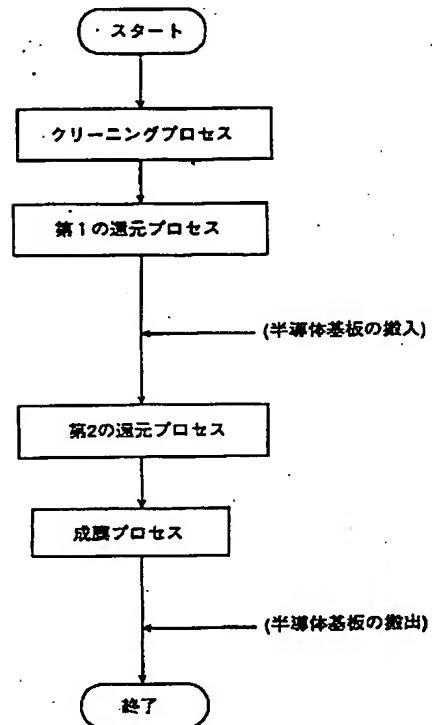 スタート
クリーニングプロセス
第1の還元プロセス
(半導体基板の搬入)
第2の還元プロセス
成膜プロセス
(半導体基板の搬出)
終了